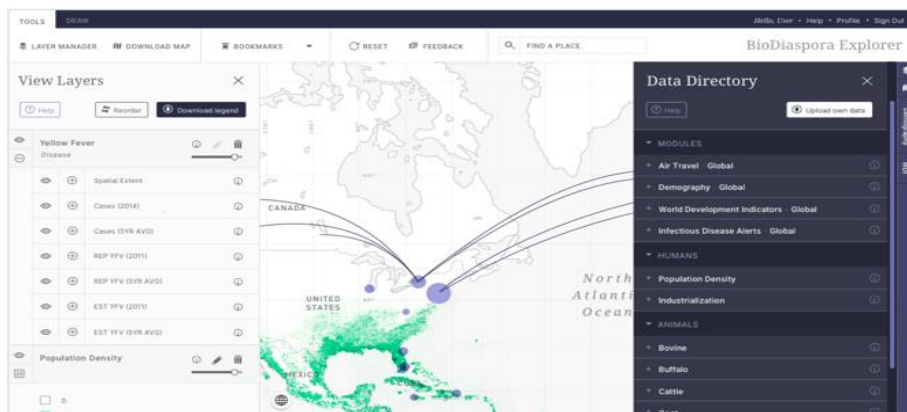 TOOLS DRAW
Hello, User • Help • Profile • Sign Out
LAYER MANAGER DOWNLOAD MAP BOOKMARKS RESET FEEDBACK FIND A PLACE BioDiaspora Explorer
View Layers
Help Reorder Download legend
Yellow Fever
Disease
Spatial Extent
Cases (2014)
Cases (5YR AVG)
REP YFV (2011)
REP YFV (5YR AVG)
EST YFV (2011)
EST YFV (5YR AVG)
Population Density
0
CANADA
UNITED
STATES
MEXICO
CUBA
North
Atlanti
Ocean
Data Directory
Help Upload own data
MODULES
Air Travel - Global
Demography - Global
World Development Indicators - Global
Infectious Disease Alerts - Global
HUMANS
Population Density
Industrialization
ANIMALS
Bovine
Buffalo
Cattle